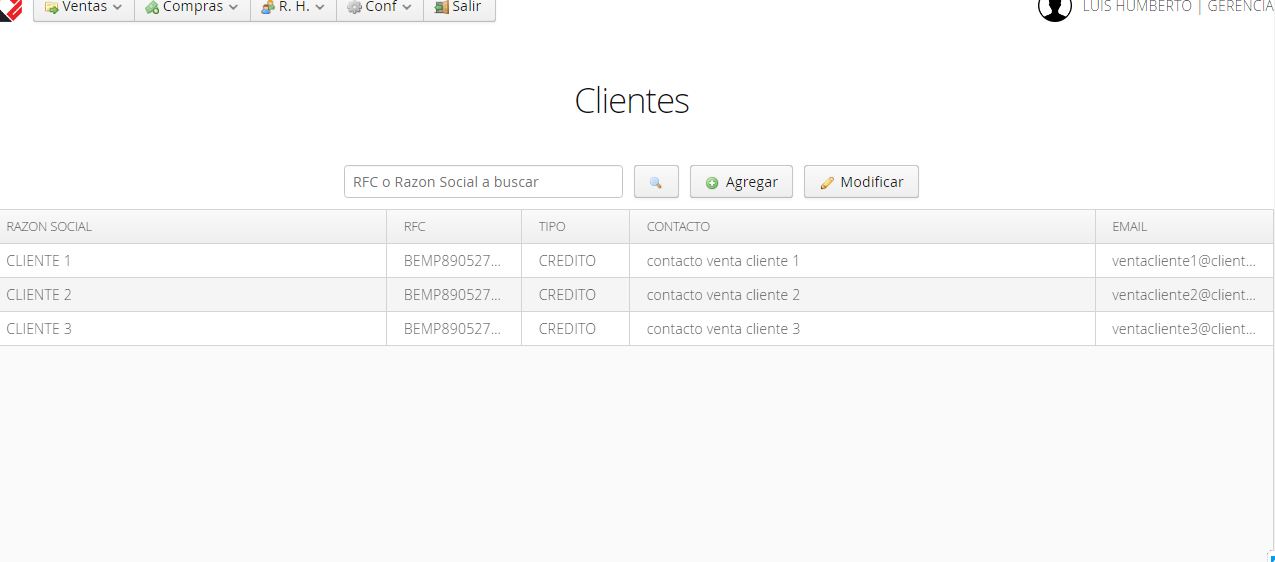 Ventas Compras R. H. Conf Salir LUIS HUMBERTO | GERENCIA
Clientes
RFC o Razon Social a buscar Agregar Modificar
RAZON SOCIAL RFC TIPO CONTACTO EMAIL
CLIENTE 1 BEMP890527... CREDITO contacto venta cliente 1 ventacliente1@client...
CLIENTE 2 BEMP890527... CREDITO contacto venta cliente 2 ventacliente2@client...
CLIENTE 3 BEMP890527... CREDITO contacto venta cliente 3 ventacliente3@client...